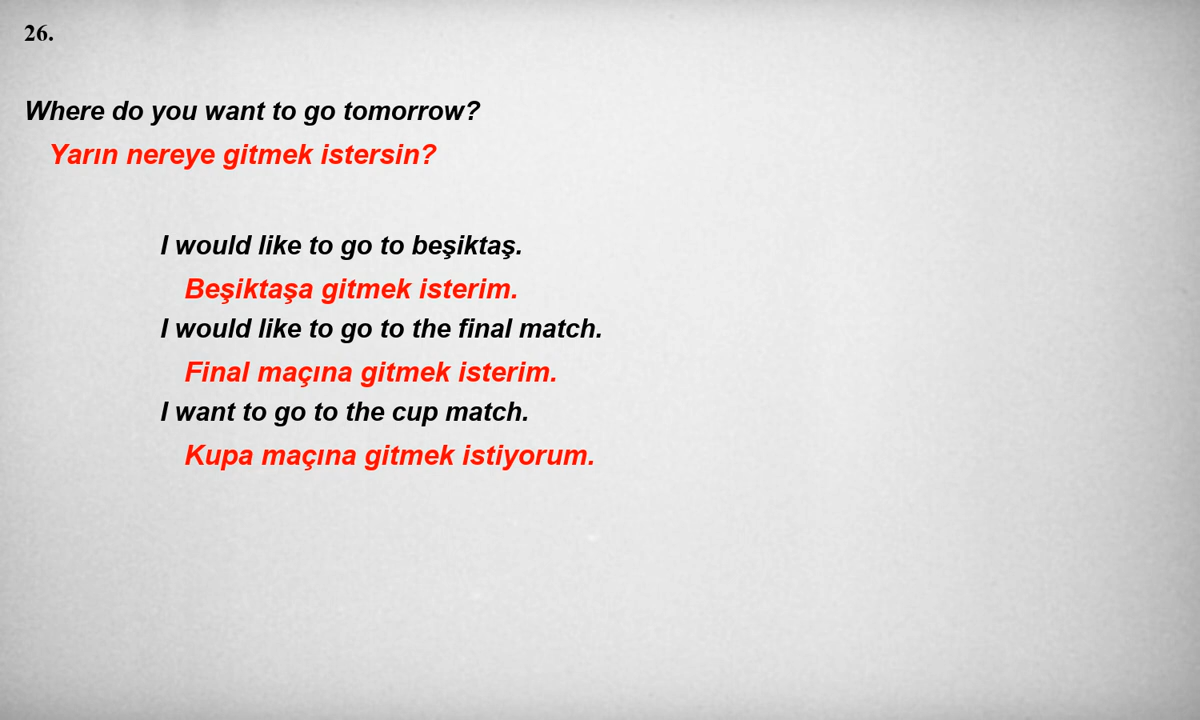 26.
Where do you want to go tomorrow?
Yarın nereye gitmek istersin?
I would like to go to beşiktaş.
Beşiktaşa gitmek isterim.
I would like to go to the final match.
Final maçına gitmek isterim.
I want to go to the cup match.
Kupa maçına gitmek istiyorum.